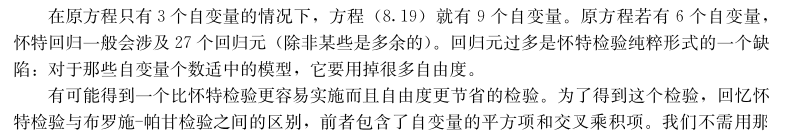 在原方程只有 3 个自变量的情况下，方程（8.19）就有 9 个自变量。原方程若有 6 个自变量，
怀特回归一般会涉及 27 个回归元（除非某些是多余的）。回归元过多是怀特检验纯粹形式的一个缺
陷：对于那些自变量个数适中的模型，它要用掉很多自由度。
有可能得到一个比怀特检验更容易实施而且自由度更节省的检验。为了得到这个检验，回忆怀
特检验与布罗施-帕甘检验之间的区别，前者包含了自变量的平方项和交叉乘积项。我们不需用那